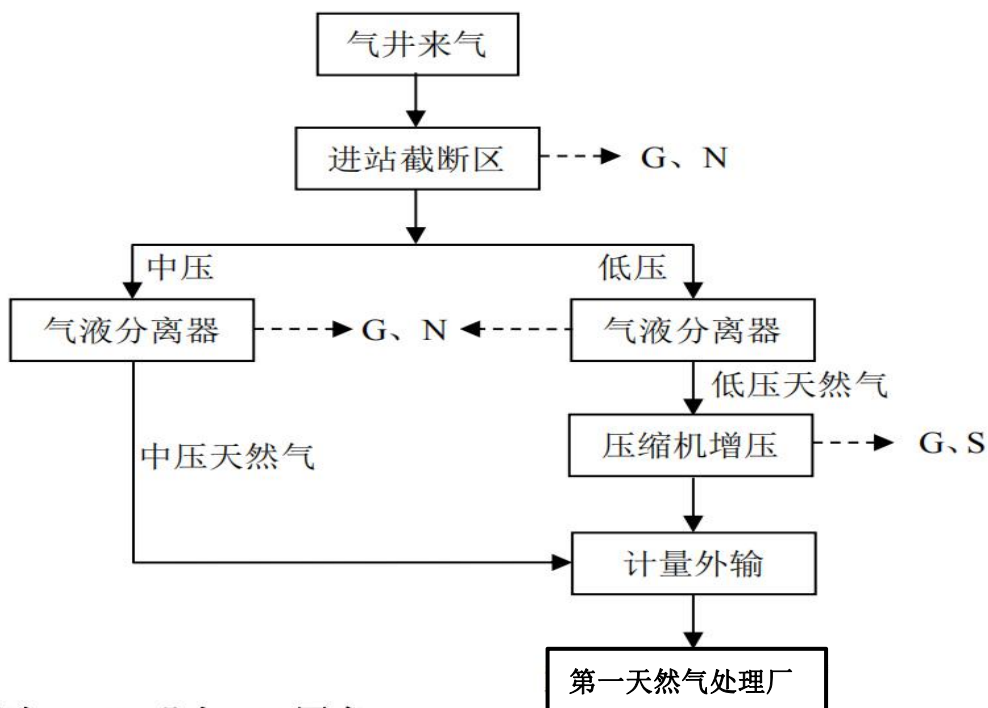 气井来气
进站截断区
G、N
中压
低压
气液分离器
G、N
气液分离器
低压天然气
中压天然气
压缩机增压
G、S
计量外输
第一天然气处理厂